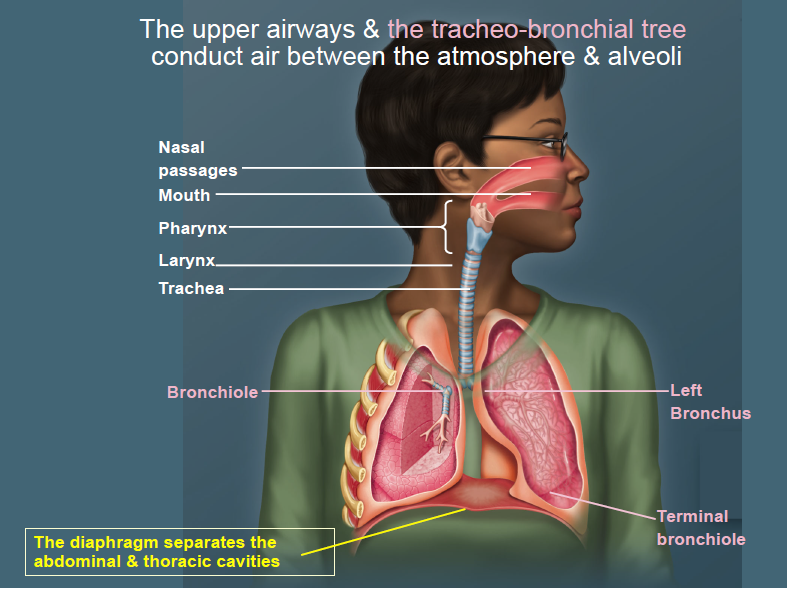 The upper airways & the tracheo-bronchial tree
conduct air between the atmosphere & alveoli
Nasal
passages
Mouth
Pharynx
Larynx
Trachea
Bronchiole
Left
Bronchus
Terminal
bronchiole
The diaphragm separates the
abdominal & thoracic cavities